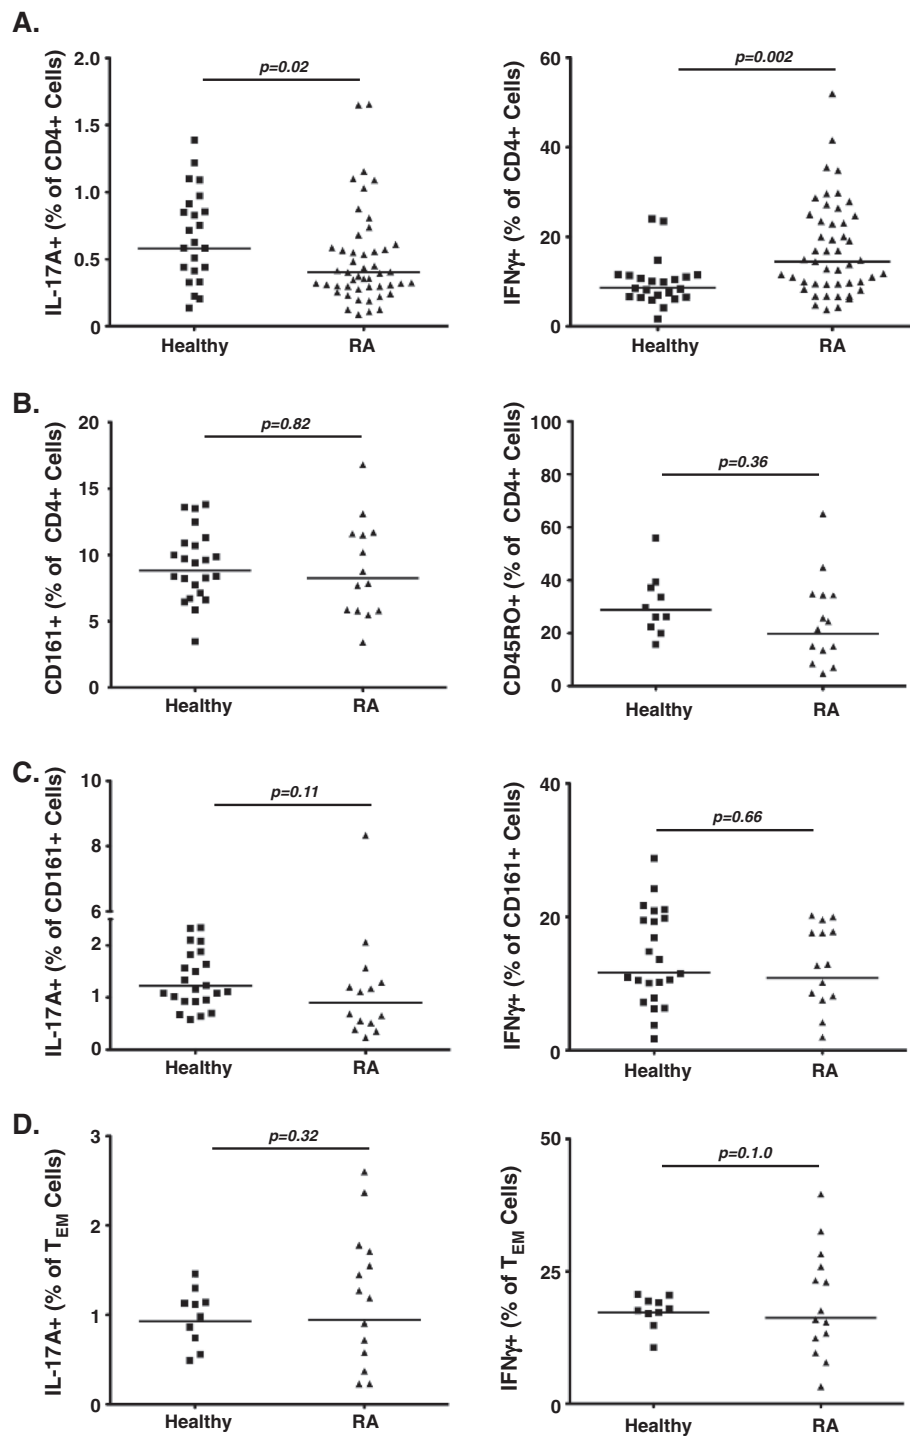 A.
IL-17A+ (% of CD4+ Cells)
2.0
1.5
1.0
0.5
0
p=0.02
Healthy
RA
IFNγ+ (% of CD4+ Cells)
60
40
20
0
p=0.002
Healthy
RA
B.
CD161+ (% of CD4+ Cells)
20
15
10
5
0
p=0.82
Healthy
RA
CD45RO+ (% of CD4+ Cells)
100
80
60
40
20
0
p=0.36
Healthy
RA
C.
IL-17A+ (% of CD161+ Cells)
10
8
6
2
1
0
p=0.11
Healthy
RA
IFNγ+ (% of CD161+ Cells)
40
20
0
p=0.66
Healthy
RA
D.
IL-17A+ (% of TEM Cells)
3
2
1
0
p=0.32
Healthy
RA
IFNγ+ (% of TEM Cells)
50
25
0
p=0.1.0
Healthy
RA